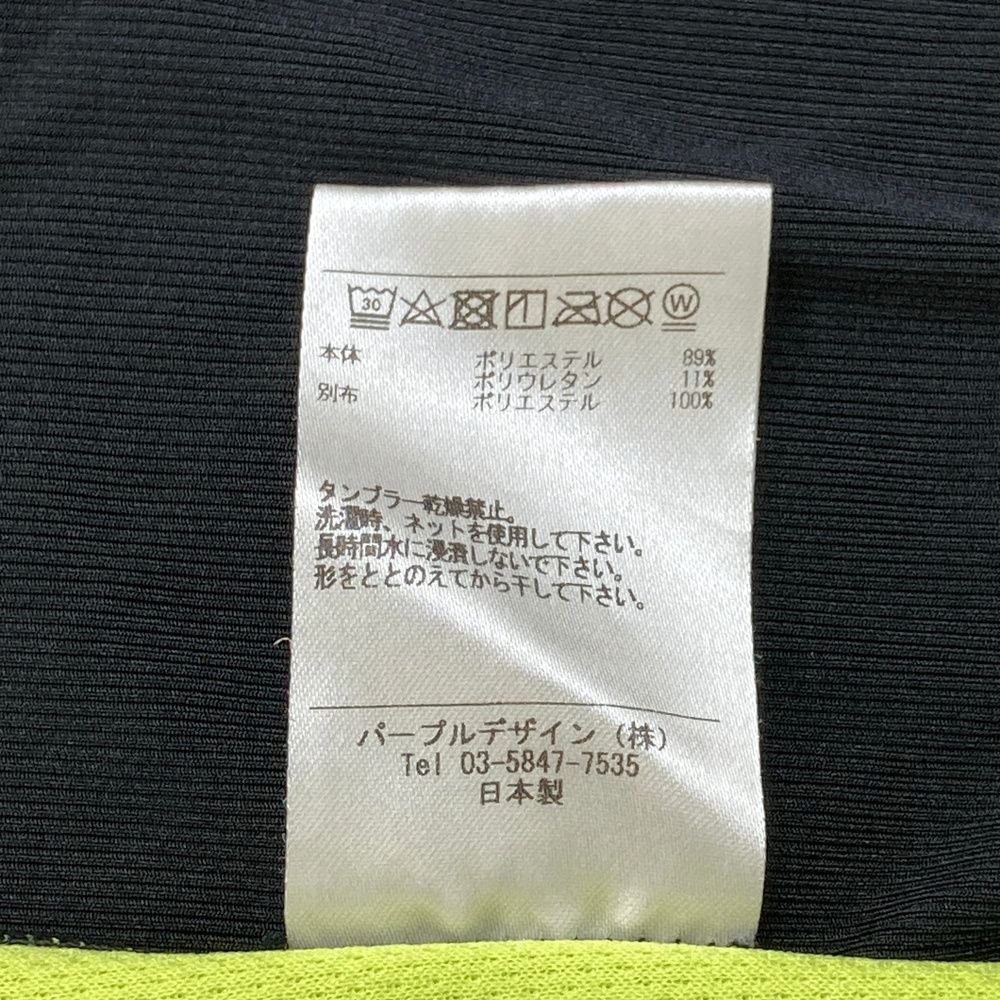 30 W
本体 ポリエステル 89%
ポリウレタン 11%
別布 ポリエステル 100%
タンブラー乾燥禁止。
洗濯時、ネットを使用して下さい。
長時間水に浸漬しないで下さい。
形をととのえてから干して下さい。
パープルデザイン(株)
Tel 03-5847-7535
日本製